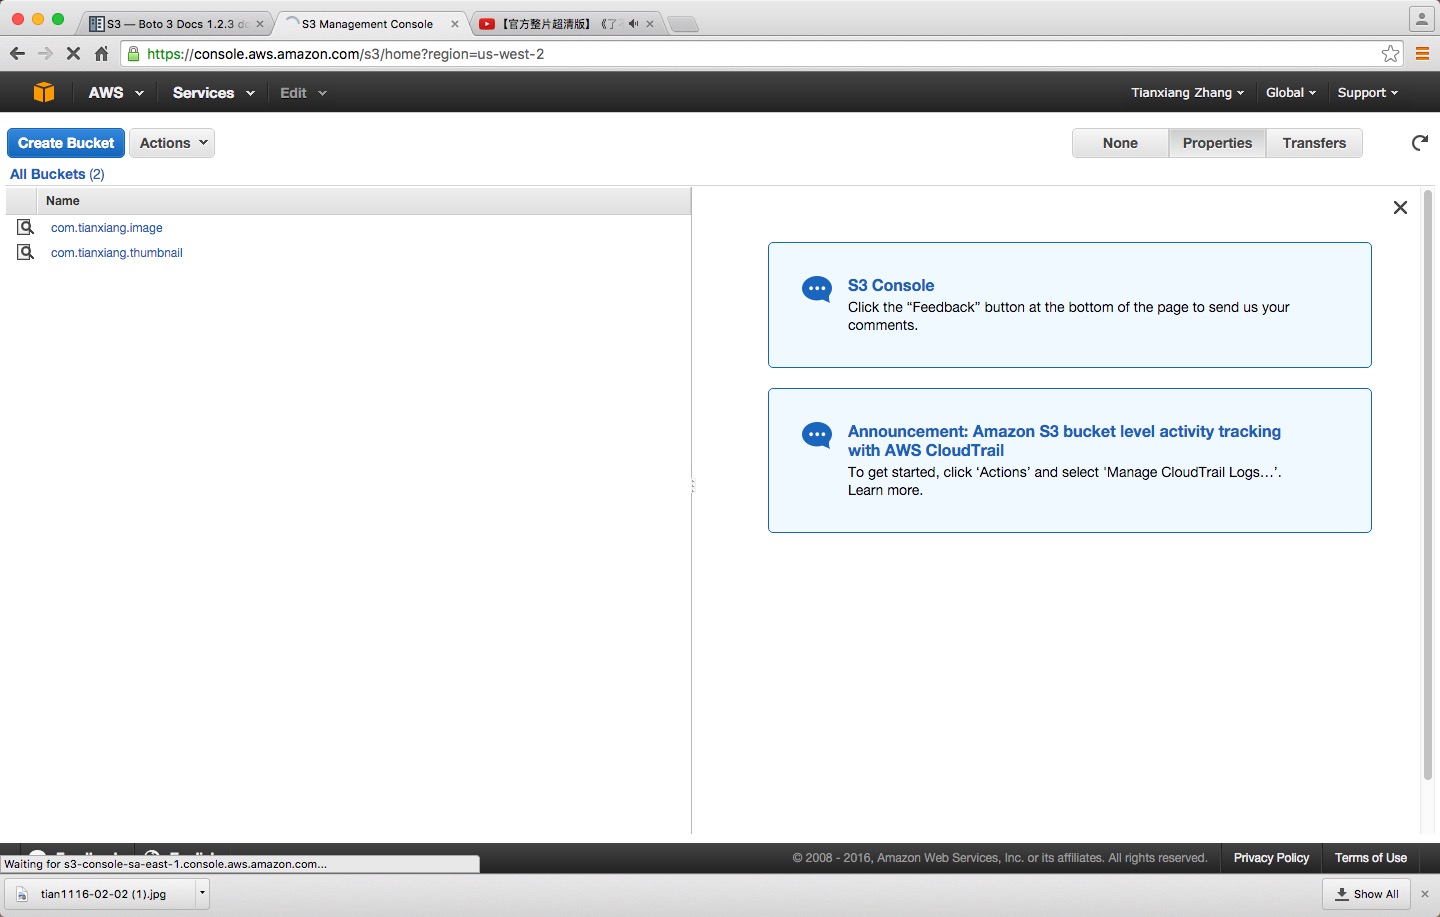 S3 — Boto 3 Docs 1.2.3 do
S3 Management Console
【官方整片超清版】《了
https://console.aws.amazon.com/s3/home?region=us-west-2
AWS Services Edit
Tianxiang Zhang Global Support
Create Bucket Actions
None Properties Transfers
All Buckets (2)
Name
com.tianxiang.image
com.tianxiang.thumbnail
S3 Console
Click the “Feedback” button at the bottom of the page to send us your
comments.
Announcement: Amazon S3 bucket level activity tracking
with AWS CloudTrail
To get started, click ‘Actions’ and select 'Manage CloudTrail Logs...'.
Learn more.
© 2008 - 2016, Amazon Web Services, Inc. or its affiliates. All rights reserved. Privacy Policy Terms of Use
Waiting for s3-console-sa-east-1.console.aws.amazon.com...
tian1116-02-02 (1).jpg
Show All